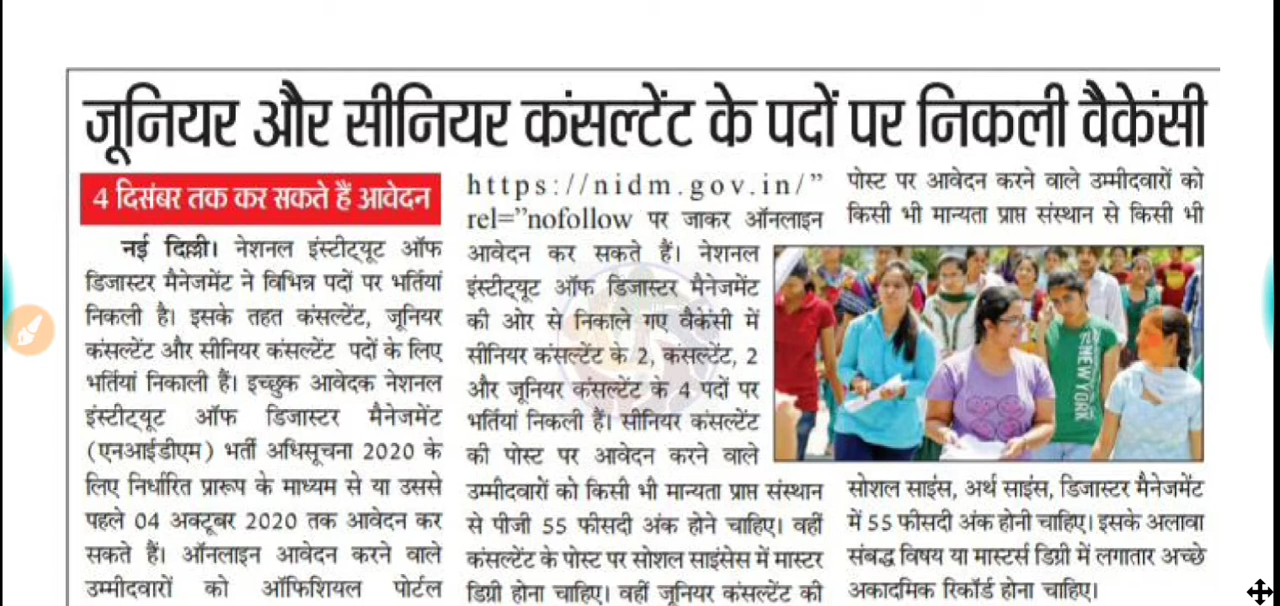 जूनियर और सीनियर कंसल्टेंट के पदों पर निकली वैकेंसी
4 दिसंबर तक कर सकते हैं आवेदन
नई दिल्ली। नेशनल इंस्टीट्यूट ऑफ
डिजास्टर मैनेजमेंट ने विभिन्न पदों पर भर्तियां
निकली है। इसके तहत कंसल्टेंट, जूनियर
कंसल्टेंट और सीनियर कंसल्टेंट पदों के लिए
भर्तियां निकाली हैं। इच्छुक आवेदक नेशनल
इंस्टीट्यूट ऑफ डिजास्टर मैनेजमेंट
(एनआईडीएम) भर्ती अधिसूचना 2020 के
लिए निर्धारित प्रारूप के माध्यम से या उससे
पहले 04 अक्टूबर 2020 तक आवेदन कर
सकते हैं। ऑनलाइन आवेदन करने वाले
उम्मीदवारों को ऑफिशियल पोर्टल
https://nidm.gov.in/”
rel=”nofollow पर जाकर ऑनलाइन
आवेदन कर सकते हैं। नेशनल
इंस्टीट्यूट ऑफ डिजास्टर मैनेजमेंट
की ओर से निकाले गए वैकेंसी में
सीनियर कंसल्टेंट के 2, कंसल्टेंट, 2
और जूनियर कंसल्टेंट के 4 पदों पर
भर्तियां निकली हैं। सीनियर कंसल्टेंट
की पोस्ट पर आवेदन करने वाले
उम्मीदवारों को किसी भी मान्यता प्राप्त संस्थान
से पीजी 55 फीसदी अंक होने चाहिए। वहीं
कंसल्टेंट के पोस्ट पर सोशल साइंसेस में मास्टर
डिग्री होना चाहिए। वहीं जूनियर कंसल्टेंट की
पोस्ट पर आवेदन करने वाले उम्मीदवारों को
किसी भी मान्यता प्राप्त संस्थान से किसी भी
NEW YORK
सोशल साइंस, अर्थ साइंस, डिजास्टर मैनेजमेंट
में 55 फीसदी अंक होनी चाहिए। इसके अलावा
संबद्ध विषय या मास्टर्स डिग्री में लगातार अच्छे
अकादमिक रिकॉर्ड होना चाहिए।